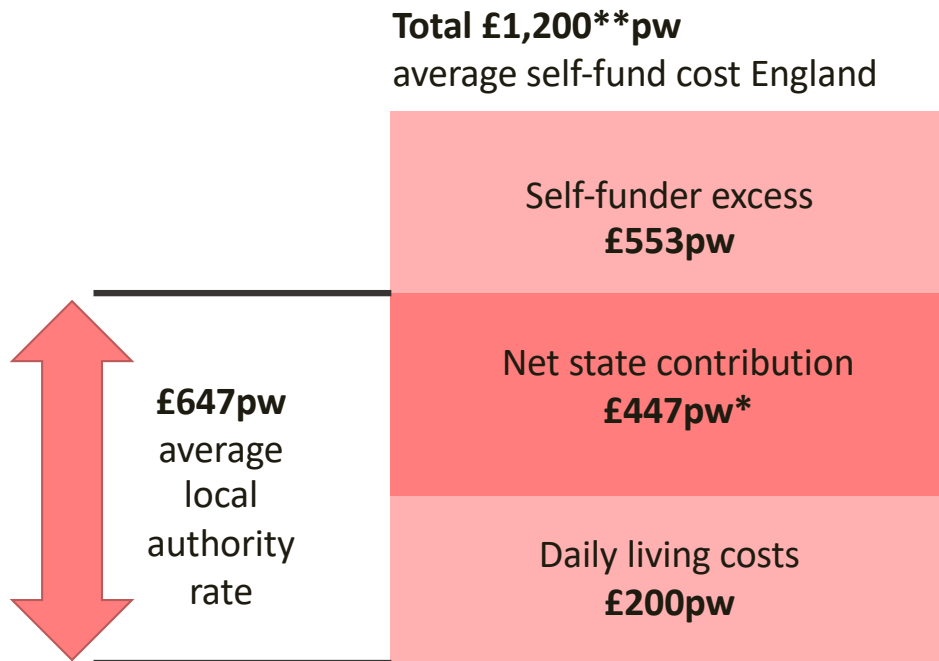 Total £1,200**pw
average self-fund cost England
Self-funder excess
£553pw
Net state contribution
£447pw*
£647pw
average
local
authority
rate
Daily living costs
£200pw